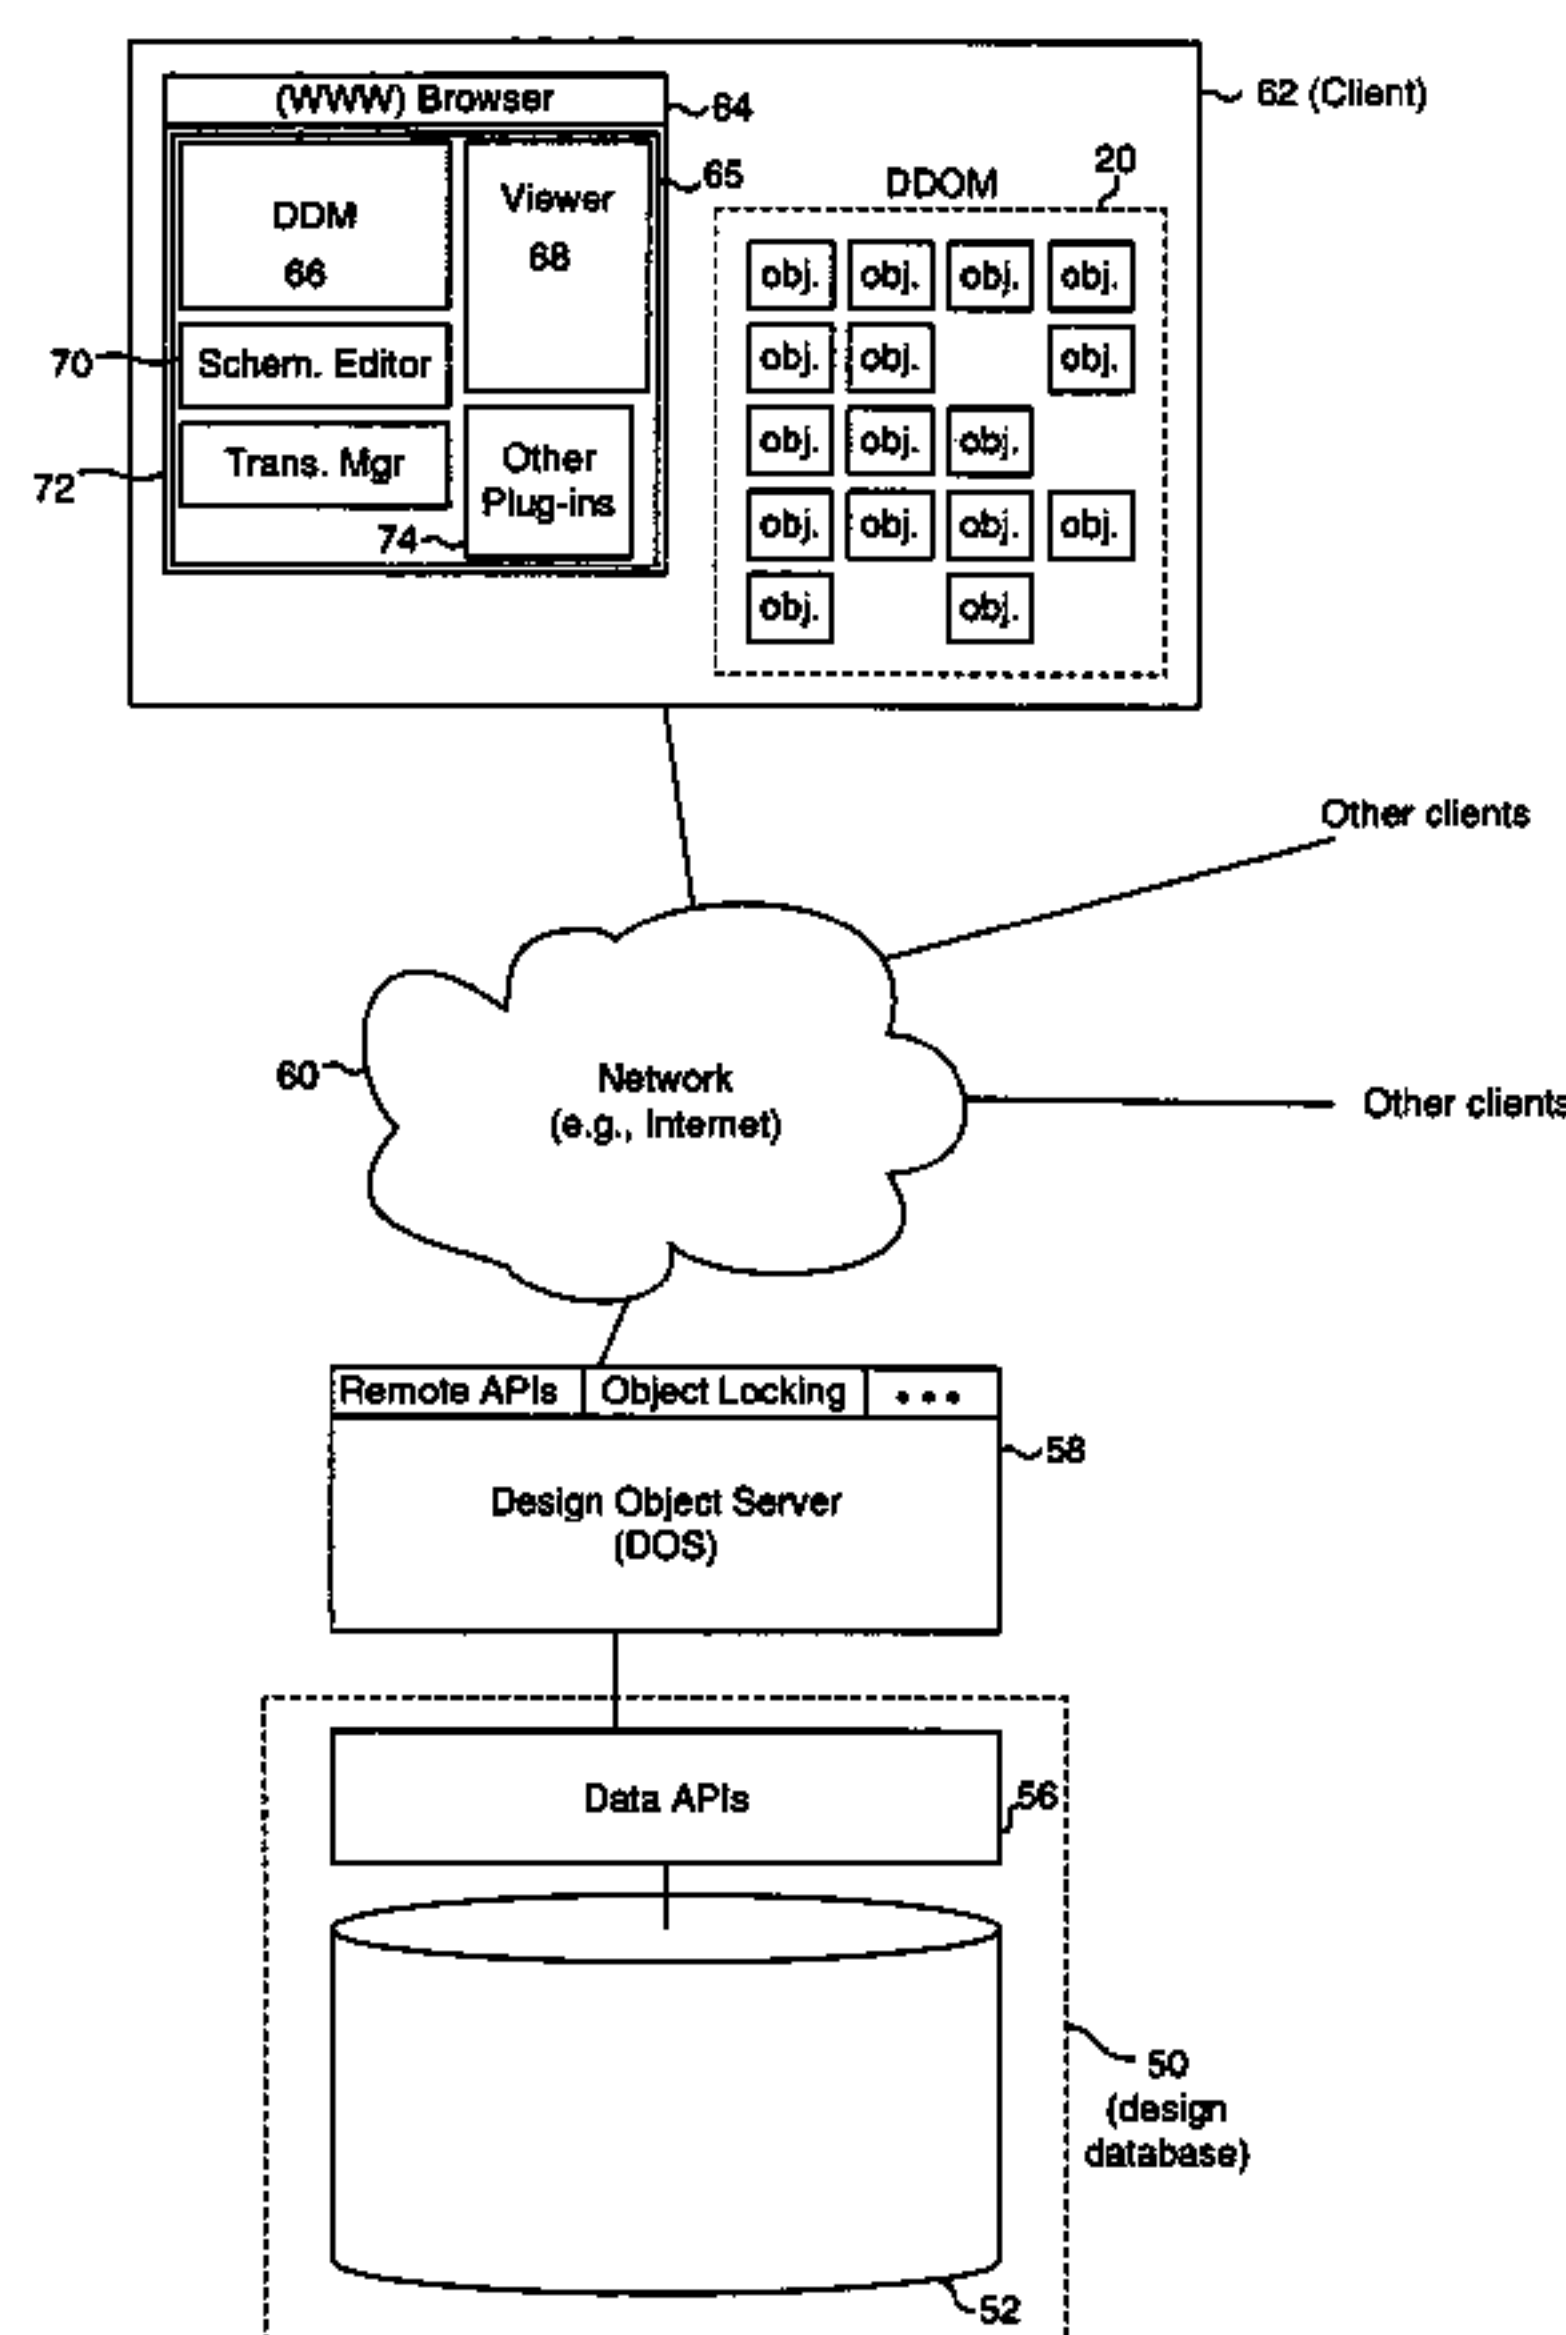 (WWW) Browser
64
62 (Client)
65
DDM
66
Viewer
68
DDOM
20
obj. obj. obj. obj.
obj. obj. obj.
obj. obj. obj.
obj. obj. obj. obj.
obj. obj.
70
Schem. Editor
72
Trans. Mgr
Other
Plug-ins
74
Other clients
60
Network
(e.g., Internet)
Other clients
Remote APIs
Object Locking
•••
58
Design Object Server
(DOS)
Data APIs
56
50
(design
database)
52